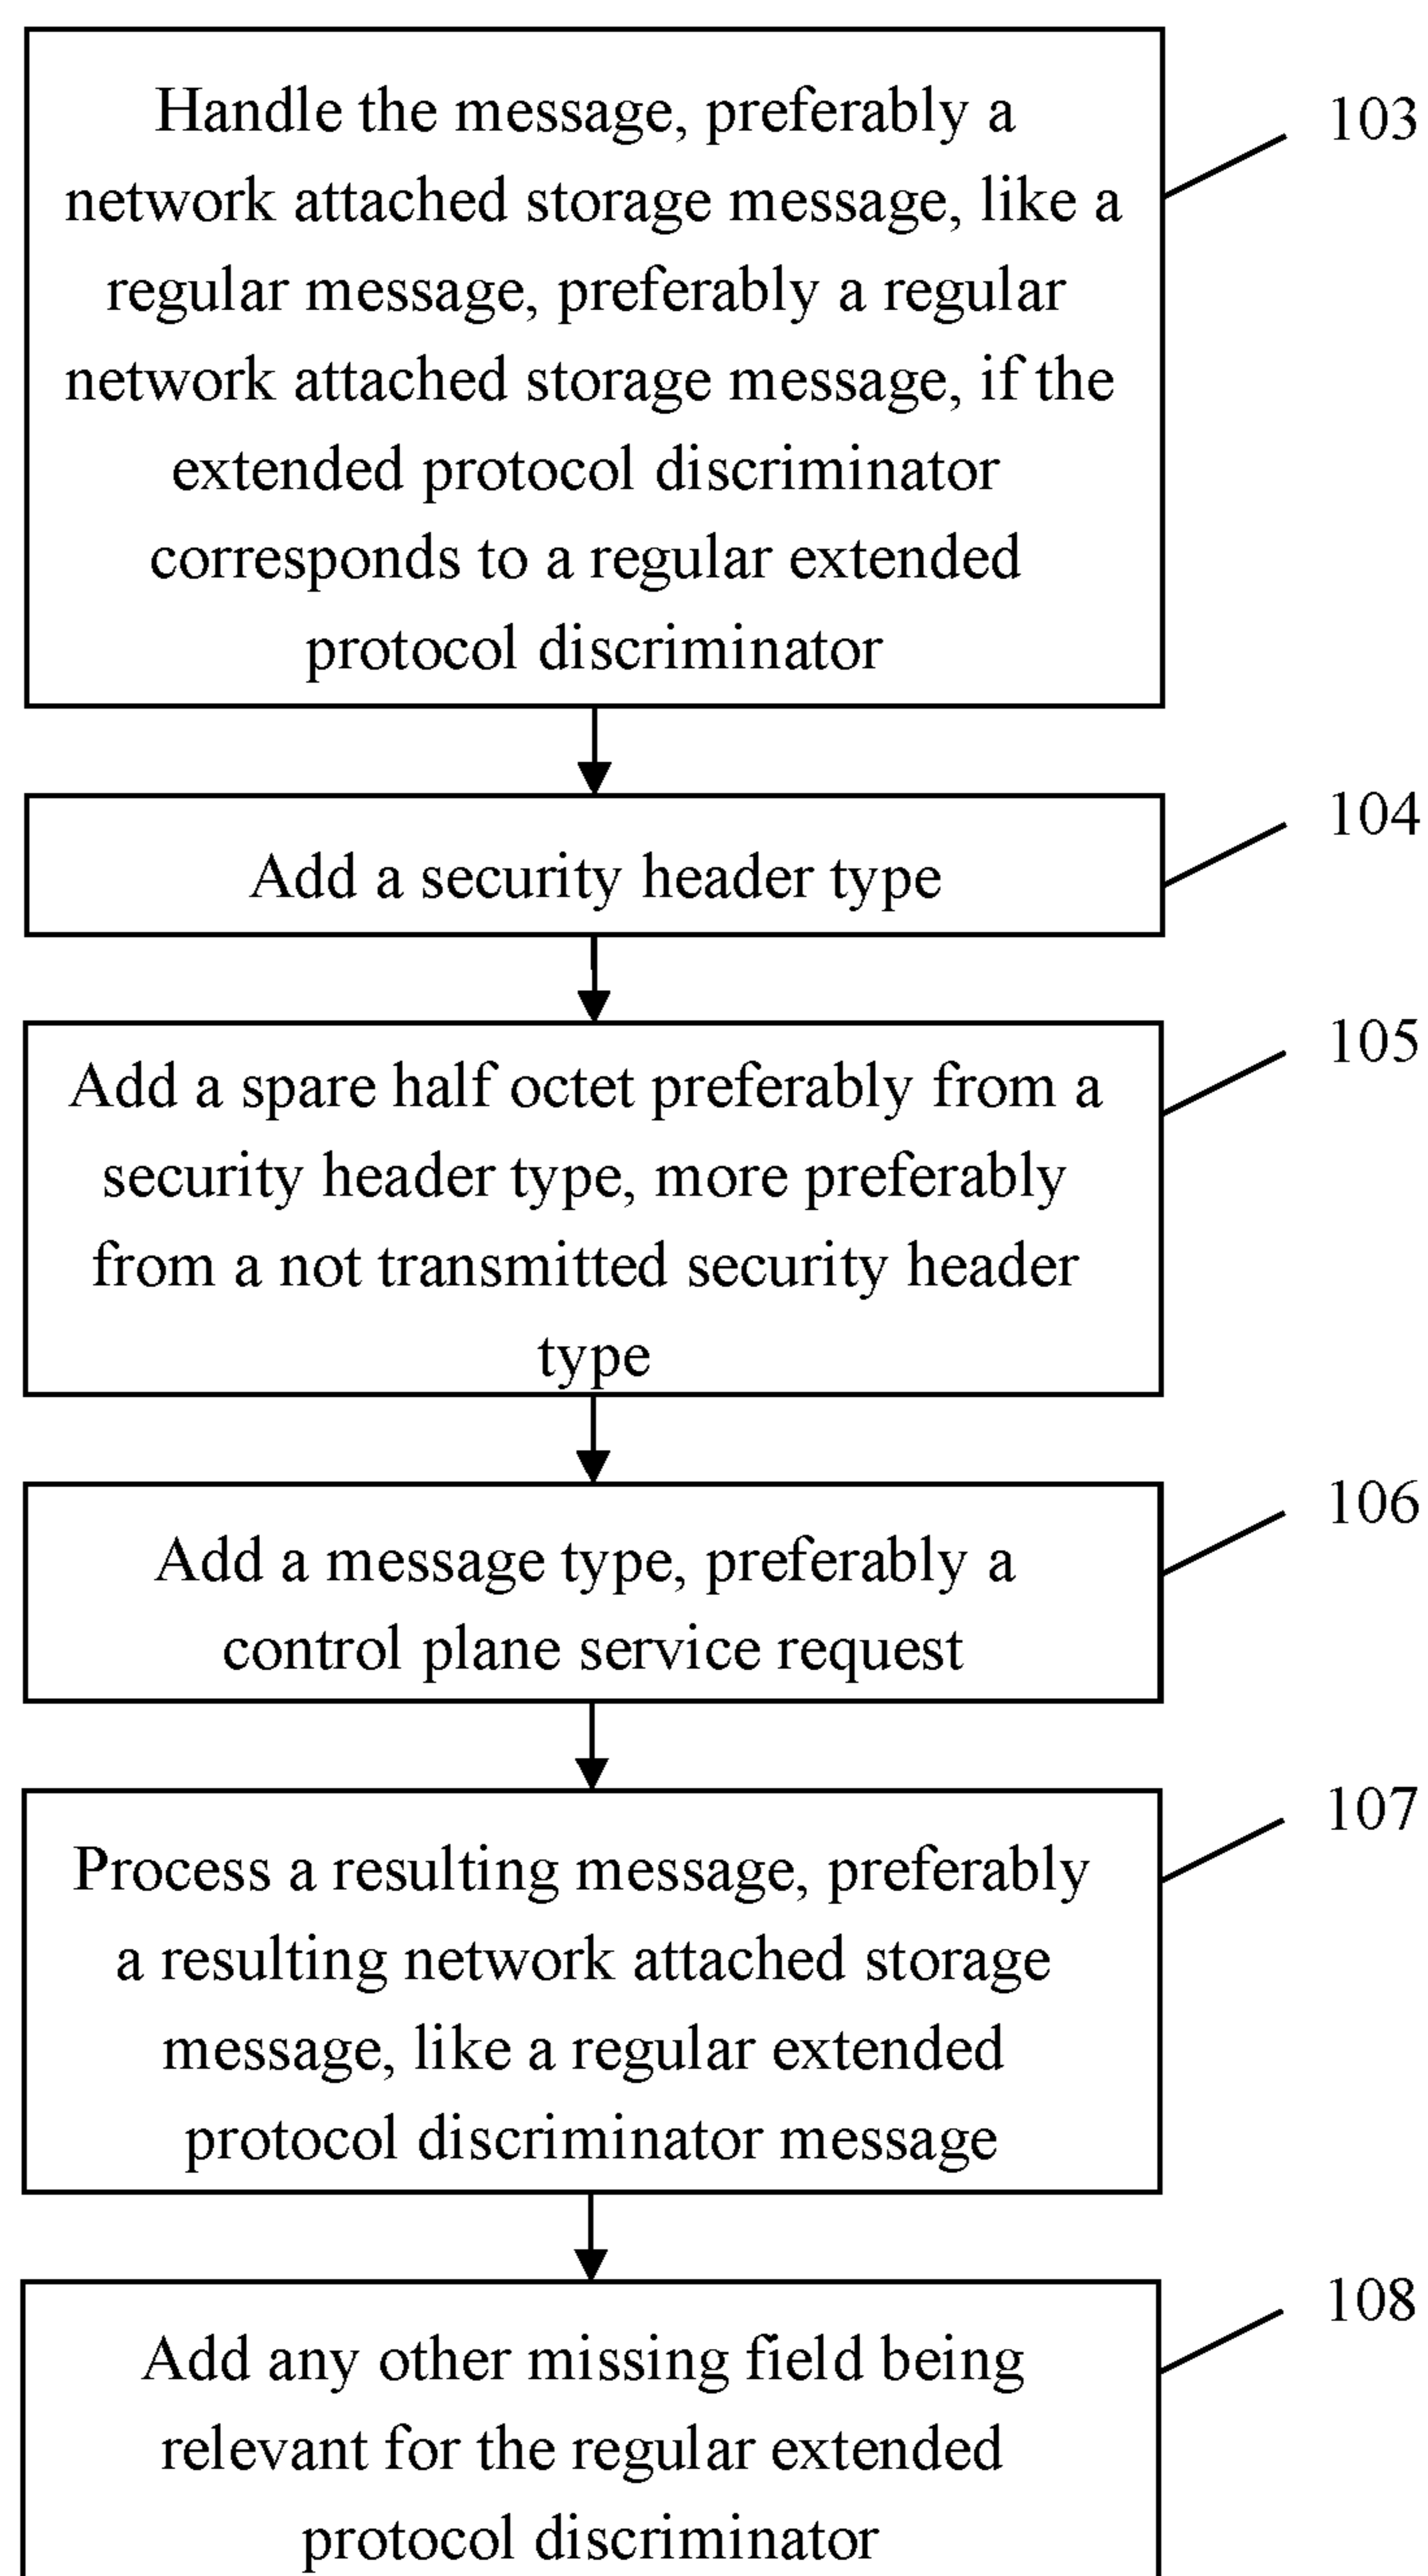 Handle the message, preferably a
network attached storage message, like a
regular message, preferably a regular
network attached storage message, if the
extended protocol discriminator
corresponds to a regular extended
protocol discriminator
103
Add a security header type
104
Add a spare half octet preferably from a
security header type, more preferably
from a not transmitted security header
type
105
Add a message type, preferably a
control plane service request
106
Process a resulting message, preferably
a resulting network attached storage
message, like a regular extended
protocol discriminator message
107
Add any other missing field being
relevant for the regular extended
protocol discriminator
108